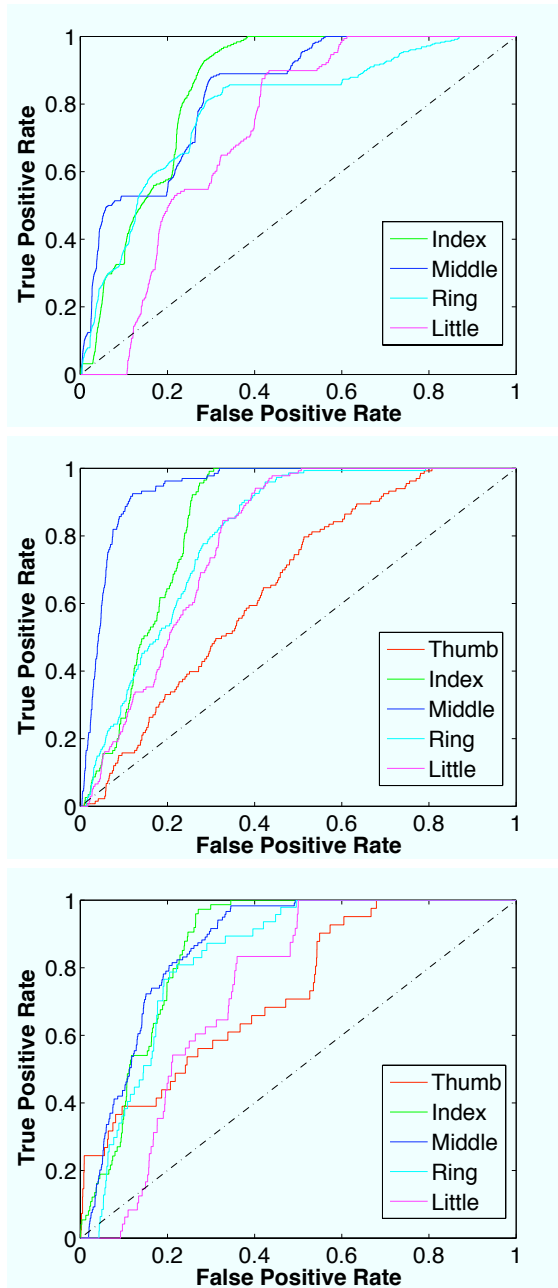 1
0.8
0.6
0.4
0.2
0
True Positive Rate
Index
Middle
Ring
Little
0 0.2 0.4 0.6 0.8 1
False Positive Rate
1
0.8
0.6
0.4
0.2
0
True Positive Rate
Thumb
Index
Middle
Ring
Little
0 0.2 0.4 0.6 0.8 1
False Positive Rate
1
0.8
0.6
0.4
0.2
0
True Positive Rate
Thumb
Index
Middle
Ring
Little
0 0.2 0.4 0.6 0.8 1
False Positive Rate